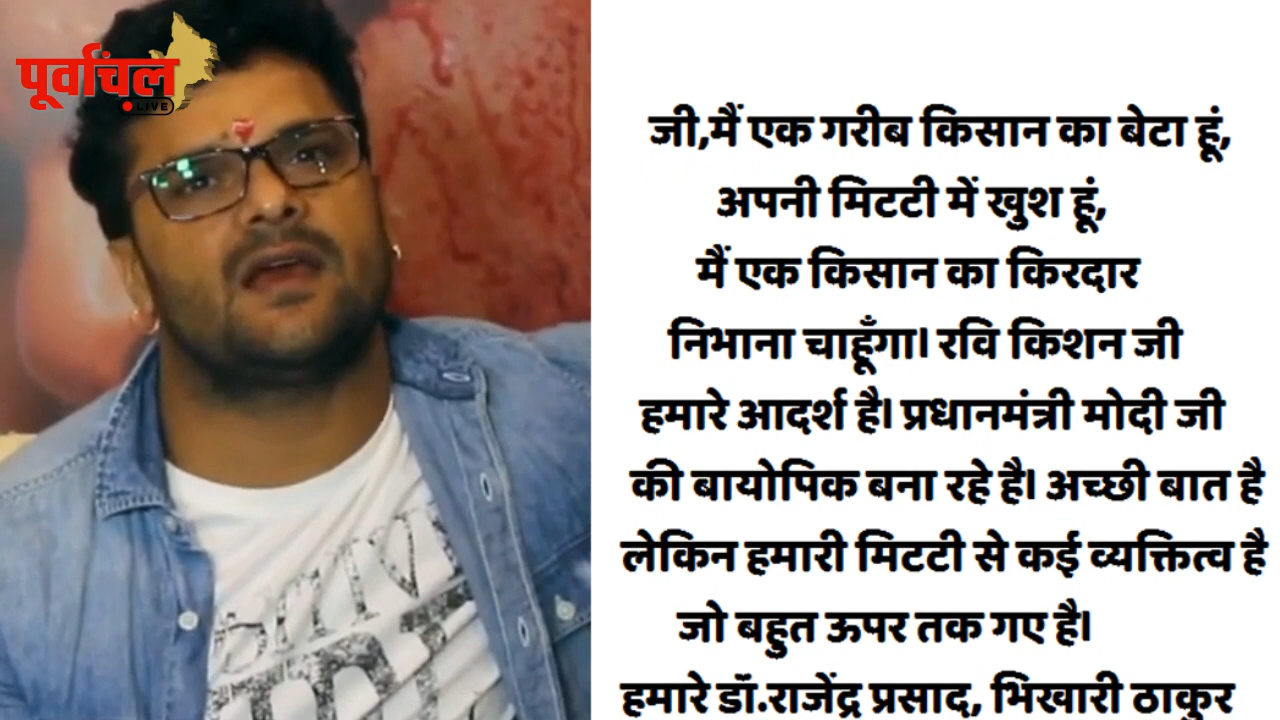 पूर्वांचल
LIVE
जी,मैं एक गरीब किसान का बेटा हूं,
अपनी मिटटी में खुश हूं,
मैं एक किसान का किरदार
निभाना चाहूँगा। रवि किशन जी
हमारे आदर्श है। प्रधानमंत्री मोदी जी
की बायोपिक बना रहे है। अच्छी बात है
लेकिन हमारी मिटटी से कई व्यक्तित्व है
जो बहुत ऊपर तक गए है।
हमारे डॉ.राजेंद्र प्रसाद, भिखारी ठाकुर